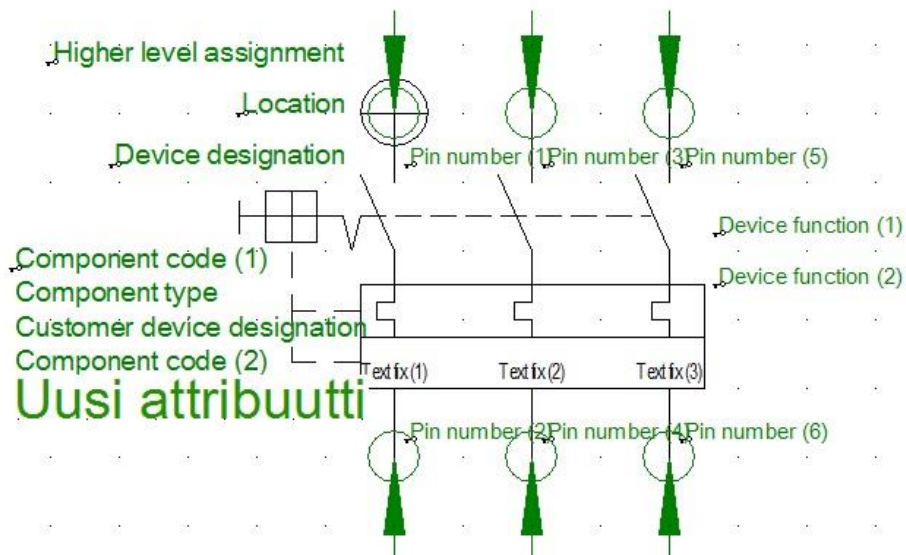 Higher level assignment
Location
Device designation
Pin number (1)
Pin number (3)
Pin number (5)
Device function (1)
Component code (1)
Device function (2)
Component type
Customer device designation
Component code (2)
Textfix(1)
Textfix(2)
Textfix(3)
Uusi attribuutti
Pin number (2)
Pin number (4)
Pin number (6)